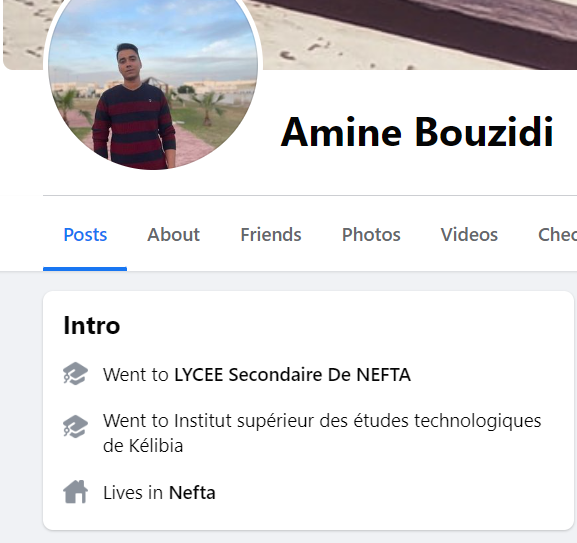 Amine Bouzidi
Posts About Friends Photos Videos
Intro
Went to LYCEE Secondaire De NEFTA
Went to Institut supérieur des études technologiques
de Kélibia
Lives in Nefta